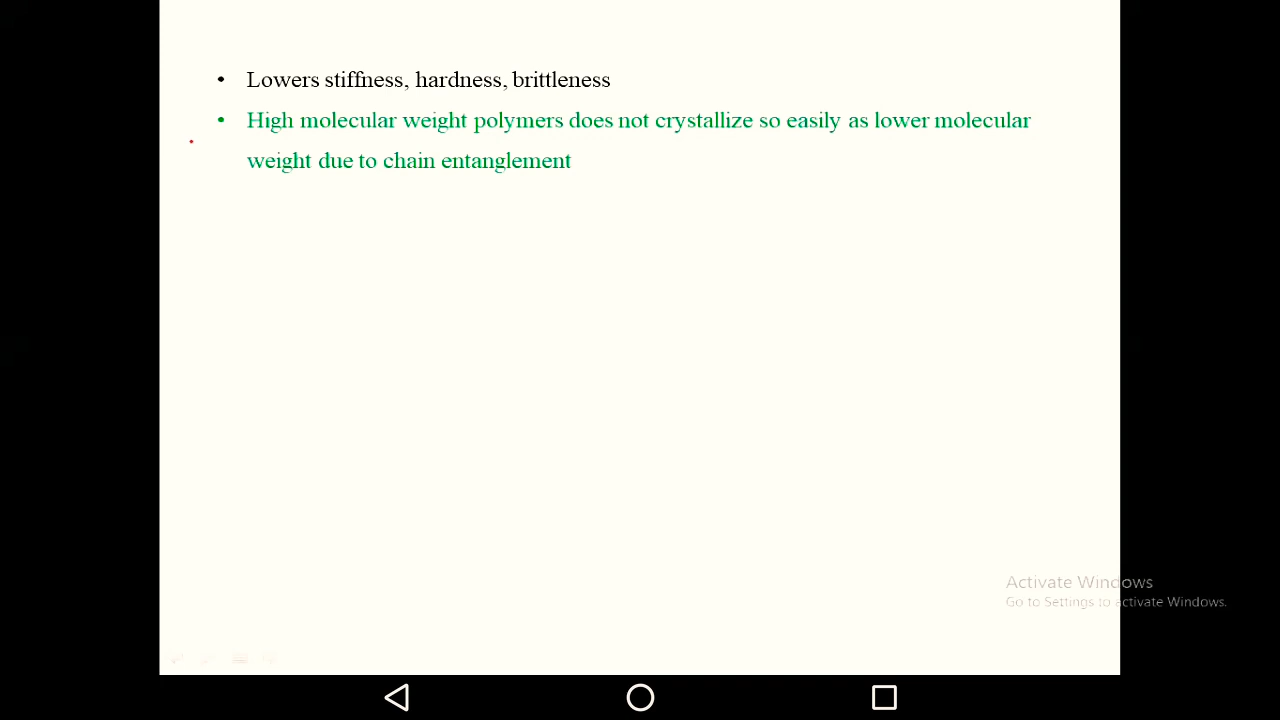 • Lowers stiffness, hardness, brittleness
• High molecular weight polymers does not crystallize so easily as lower molecular
weight due to chain entanglement
Activate Windows
Go to Settings to activate Windows.